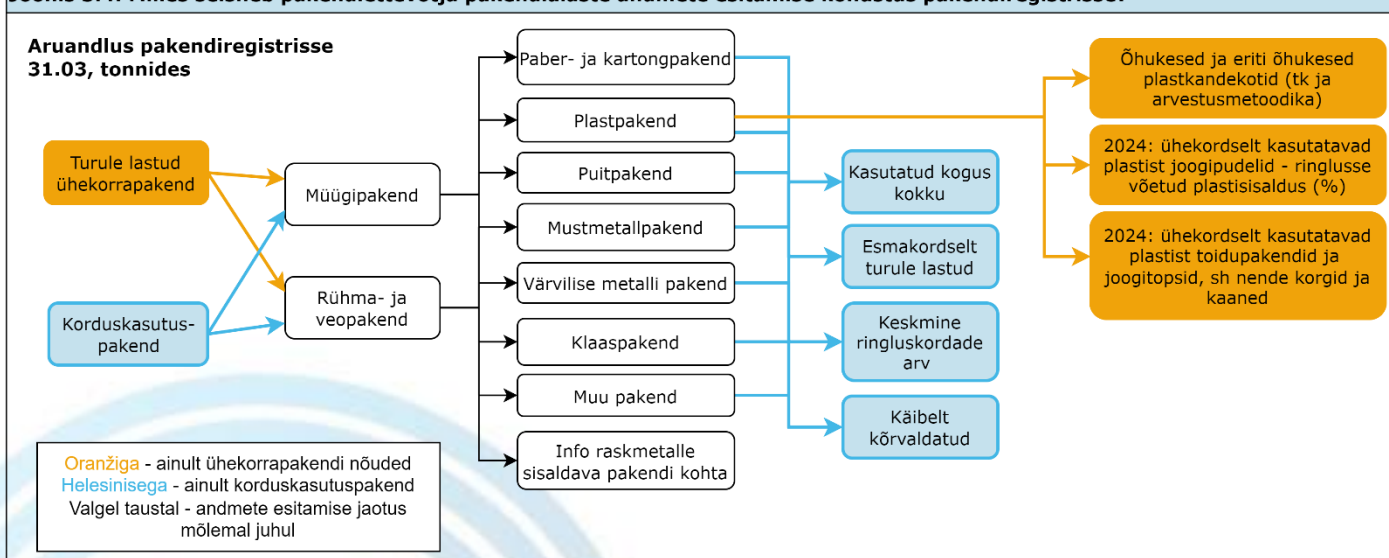 Aruandlus pakendiregistrisse
31.03, tonnides
Turule lastud
ühekorrapakend
Korduskasutus-
pakend
Müügipakend
Rühma- ja
veopakend
Paber- ja kartongpakend
Plastpakend
Puitpakend
Mustmetallpakend
Värvilise metalli pakend
Klaaspakend
Muu pakend
Info raskmetalle
sisaldava pakendi kohta
Kasutatud kogus
kokku
Esmakordselt
turule lastud
Keskmine
ringluskordade
arv
Käibelt
kõrvaldatud
Õhukesed ja eriti õhukesed
plastkandekotid (tk ja
arvestusmetoodika)
2024: ühekordselt kasutatavad
plastist joogipudelid - ringlusse
võetud plastisisaldus (%)
2024: ühekordselt kasutatavad
plastist toidupakendid ja
joogitopsid, sh nende korgid ja
kaaned
Oranžiga - ainult ühekorrapakendi nõuded
Helesinisega - ainult korduskasutuspakend
Valgel taustal - andmete esitamise jaotus
mõlemal juhul